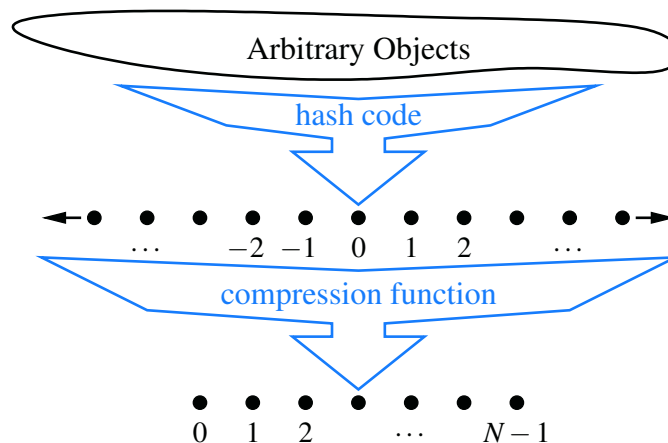 Arbitrary Objects
hash code
⋯ −2 −1 0 1 2 ⋯
compression function
0 1 2 ⋯ N − 1